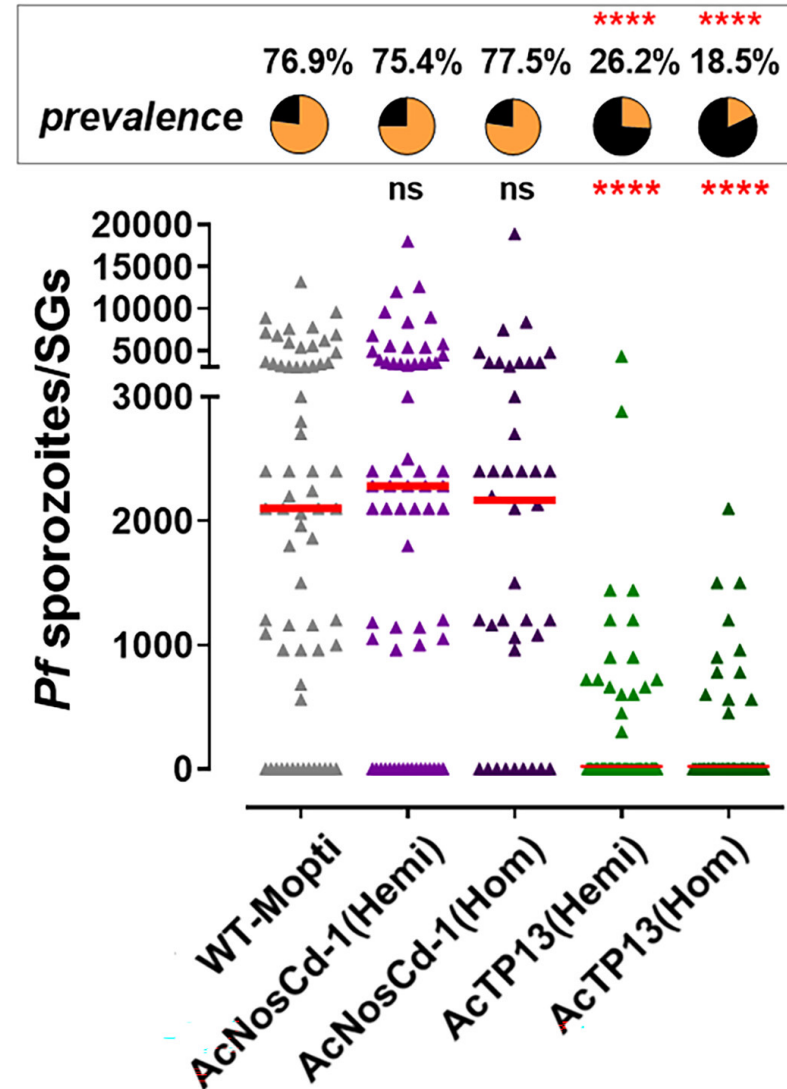 **** ****
76.9% 75.4% 77.5% 26.2% 18.5%
prevalence
ns ns **** ****
20000
15000
10000
5000
3000
2000
1000
0
Pf sporozoites/SGs
WT-Mopti
AcNosCd-1(Hemi)
AcNosCd-1(Hom)
AcTP13(Hemi)
AcTP13(Hom)